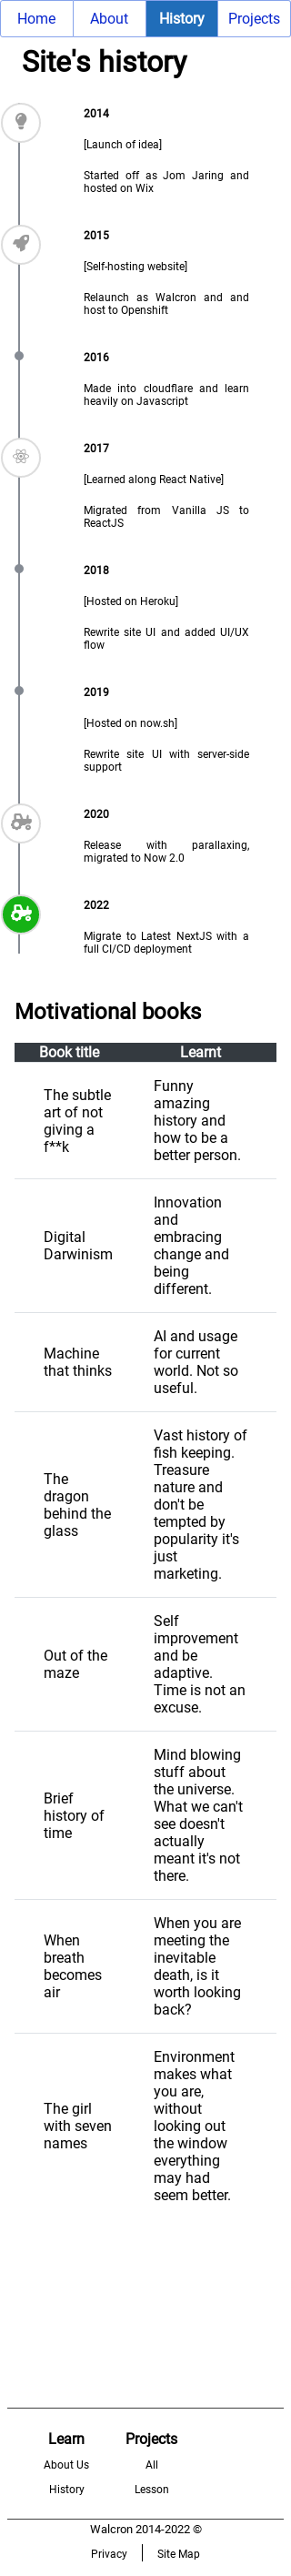 Home About History Projects
Site's history
2014
[Launch of idea]
Started off as Jom Jaring and
hosted on Wix
2015
[Self-hosting website]
Relaunch as Walcron and and
host to Openshift
2016
Made into cloudflare and learn
heavily on Javascript
2017
[Learned along React Native]
Migrated from Vanilla JS to
ReactJS
2018
[Hosted on Heroku]
Rewrite site UI and added UI/UX
flow
2019
[Hosted on now.sh]
Rewrite site UI with server-side
support
2020
Release with parallaxing,
migrated to Now 2.0
2022
Migrate to Latest NextJS with a
full CI/CD deployment
Motivational books
Book title Learnt
The subtle
art of not
giving a
f**k
Funny
amazing
history and
how to be a
better person.
Digital
Darwinism
Innovation
and
embracing
change and
being
different.
Machine
that thinks
AI and usage
for current
world. Not so
useful.
The
dragon
behind the
glass
Vast history of
fish keeping.
Treasure
nature and
don't be
tempted by
popularity it's
just
marketing.
Out of the
maze
Self
improvement
and be
adaptive.
Time is not an
excuse.
Brief
history of
time
Mind blowing
stuff about
the universe.
What we can't
see doesn't
actually
meant it's not
there.
When
breath
becomes
air
When you are
meeting the
inevitable
death, is it
worth looking
back?
The girl
with seven
names
Environment
makes what
you are,
without
looking out
the window
everything
may had
seem better.
Learn Projects
About Us All
History Lesson
Walcron 2014-2022 ©
Privacy Site Map